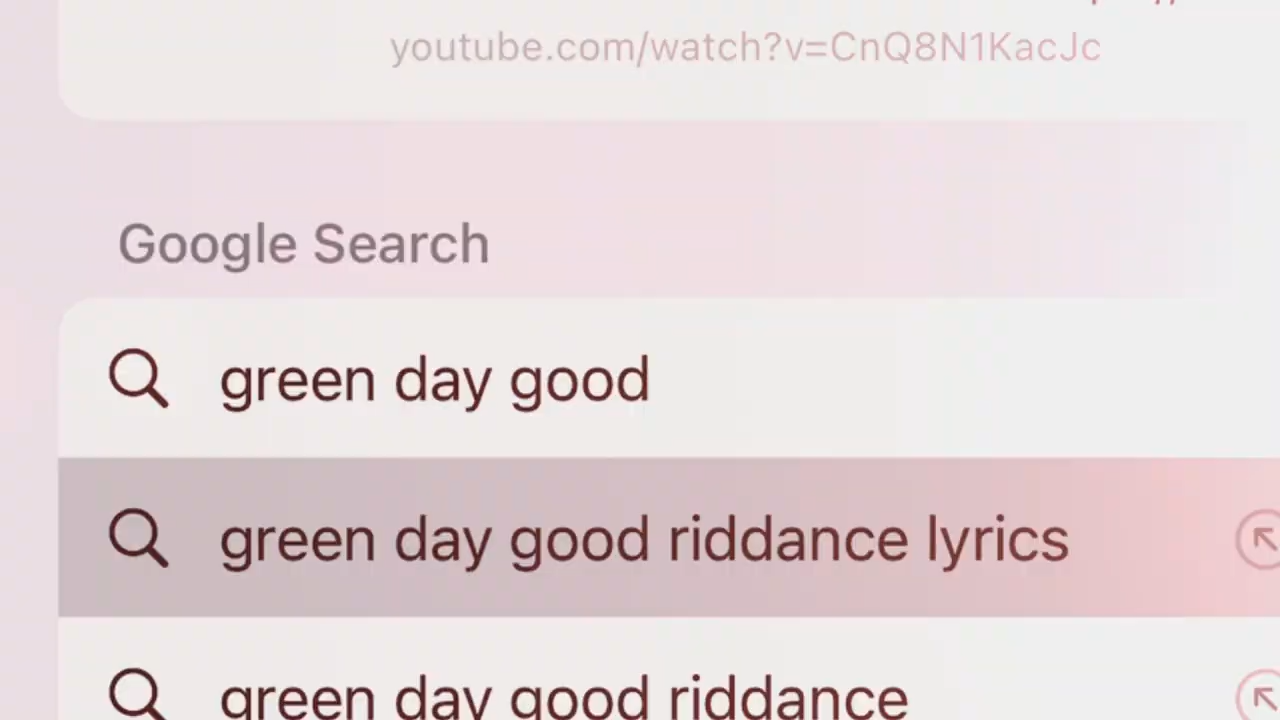 youtube.com/watch?v=CnQ8N1KacJc
Google Search
green day good
green day good riddance lyrics
green day good riddance